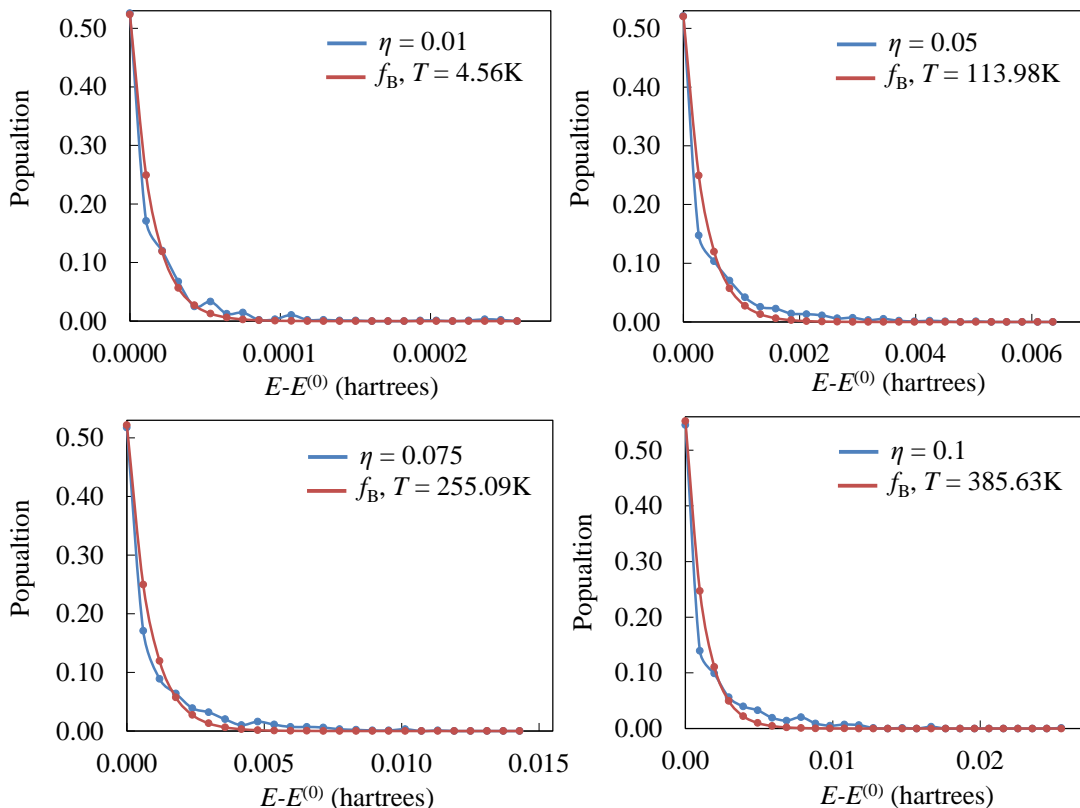 0.50
0.40
0.30
0.20
0.10
0.00
Popualtion
η = 0.01
f_B, T = 4.56K
0.0000
0.0001
0.0002
E-E⁽⁰⁾ (hartrees)
0.50
0.40
0.30
0.20
0.10
0.00
Popualtion
η = 0.05
f_B, T = 113.98K
0.000
0.002
0.004
0.006
E-E⁽⁰⁾ (hartrees)
0.50
0.40
0.30
0.20
0.10
0.00
Popualtion
η = 0.075
f_B, T = 255.09K
0.000
0.005
0.010
0.015
E-E⁽⁰⁾ (hartrees)
0.50
0.40
0.30
0.20
0.10
0.00
Popualtion
η = 0.1
f_B, T = 385.63K
0.00
0.01
0.02
E-E⁽⁰⁾ (hartrees)